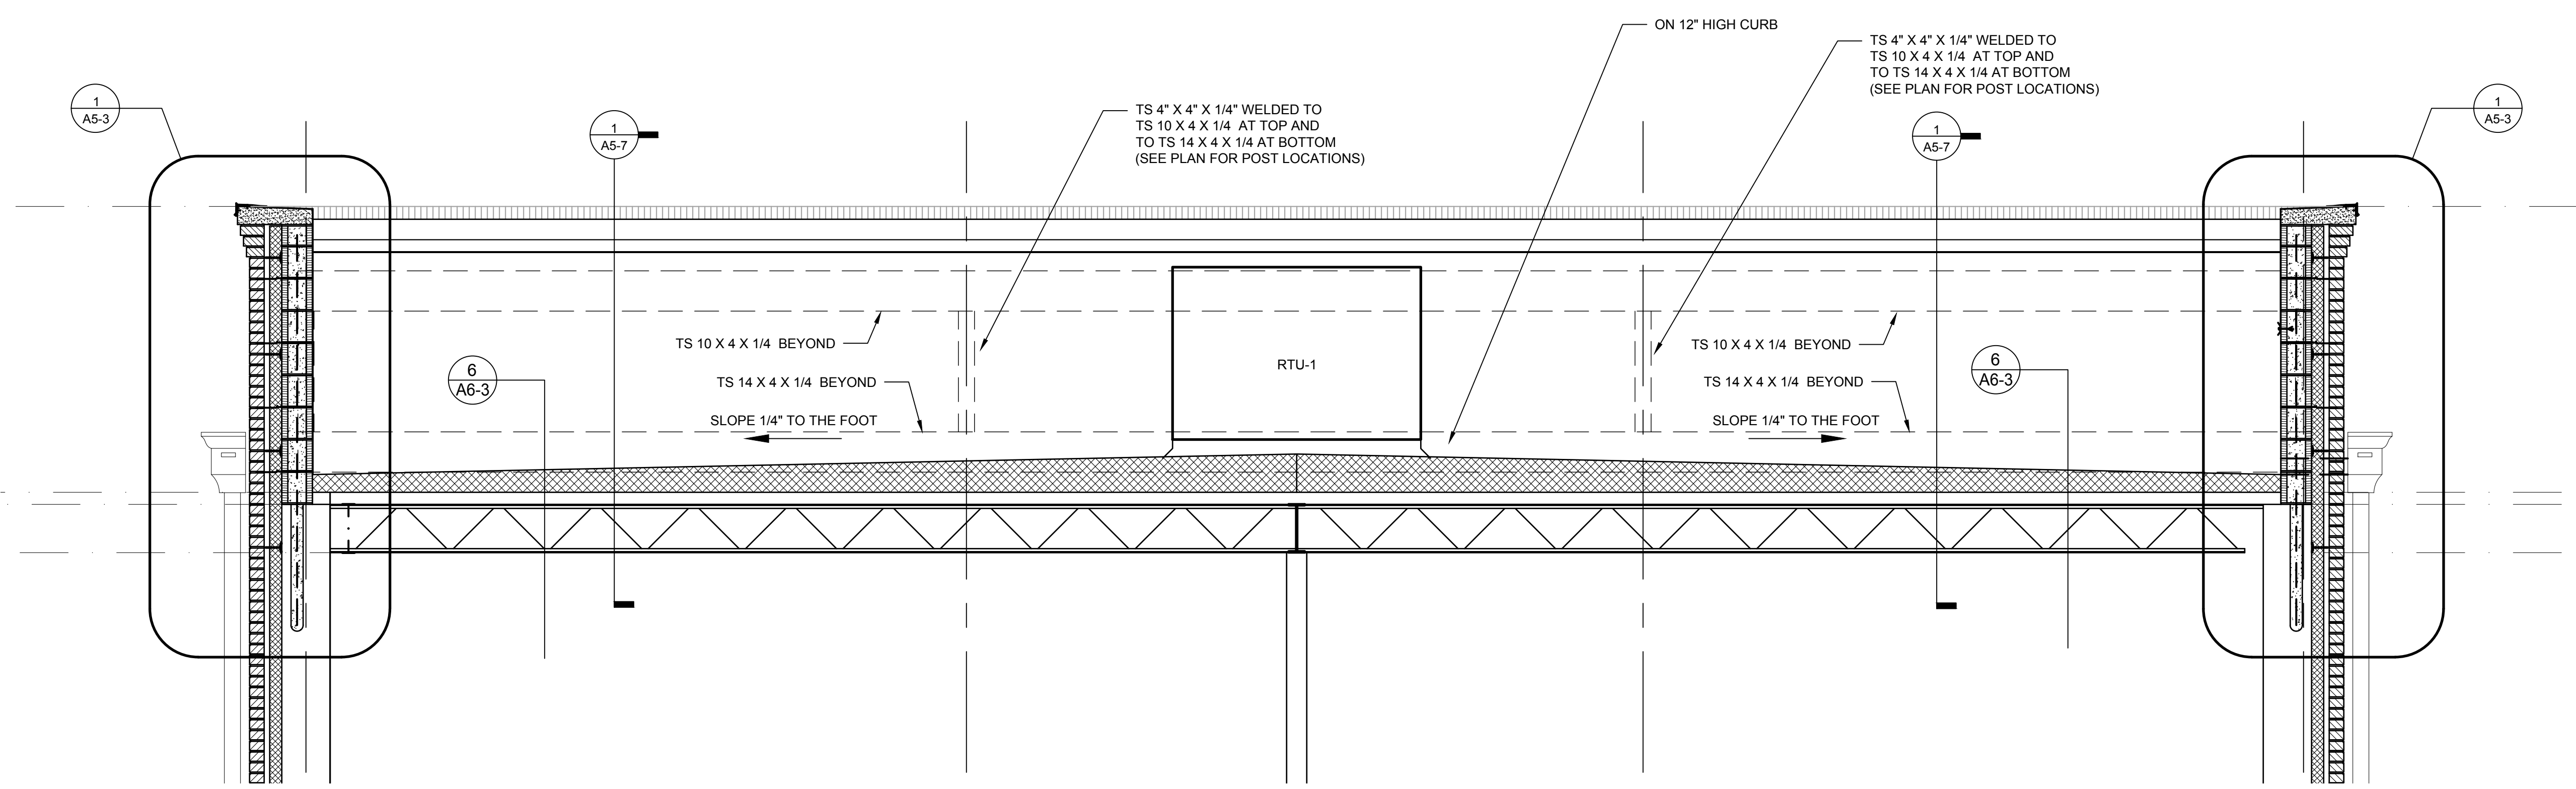 ON 12" HIGH CURB
TS 4" X 4" X 1/4" WELDED TO
TS 10 X 4 X 1/4 AT TOP AND
TO TS 14 X 4 X 1/4 AT BOTTOM
(SEE PLAN FOR POST LOCATIONS)
1
A5-3
1
A5-7
TS 4" X 4" X 1/4" WELDED TO
TS 10 X 4 X 1/4 AT TOP AND
TO TS 14 X 4 X 1/4 AT BOTTOM
(SEE PLAN FOR POST LOCATIONS)
1
A5-7
1
A5-3
TS 10 X 4 X 1/4 BEYOND
6
A6-3
TS 14 X 4 X 1/4 BEYOND
SLOPE 1/4" TO THE FOOT
RTU-1
TS 10 X 4 X 1/4 BEYOND
TS 14 X 4 X 1/4 BEYOND
SLOPE 1/4" TO THE FOOT
6
A6-3